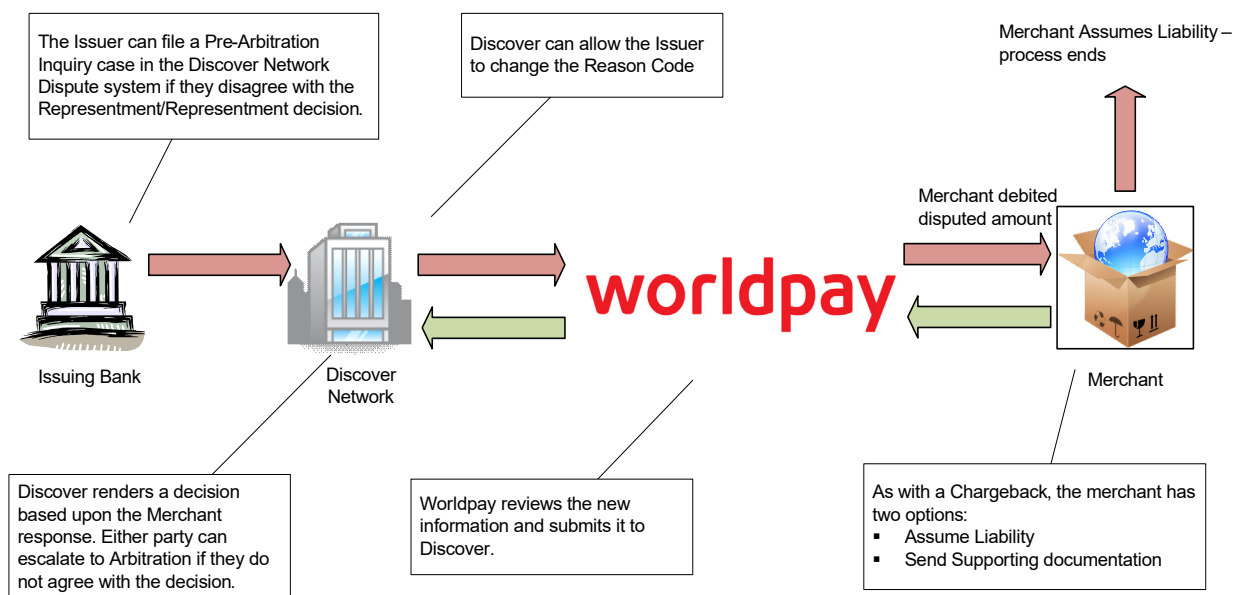 The Issuer can file a Pre-Arbitration
Inquiry case in the Discover Network
Dispute system if they disagree with the
Representment/Representment decision.
Discover can allow the Issuer
to change the Reason Code
Merchant Assumes Liability –
process ends
Merchant debited
disputed amount
worldpay
Issuing Bank
Discover
Network
Merchant
Discover renders a decision
based upon the Merchant
response. Either party can
escalate to Arbitration if they do
not agree with the decision.
Worldpay reviews the new
information and submits it to
Discover.
As with a Chargeback, the merchant has
two options:
▪ Assume Liability
▪ Send Supporting documentation